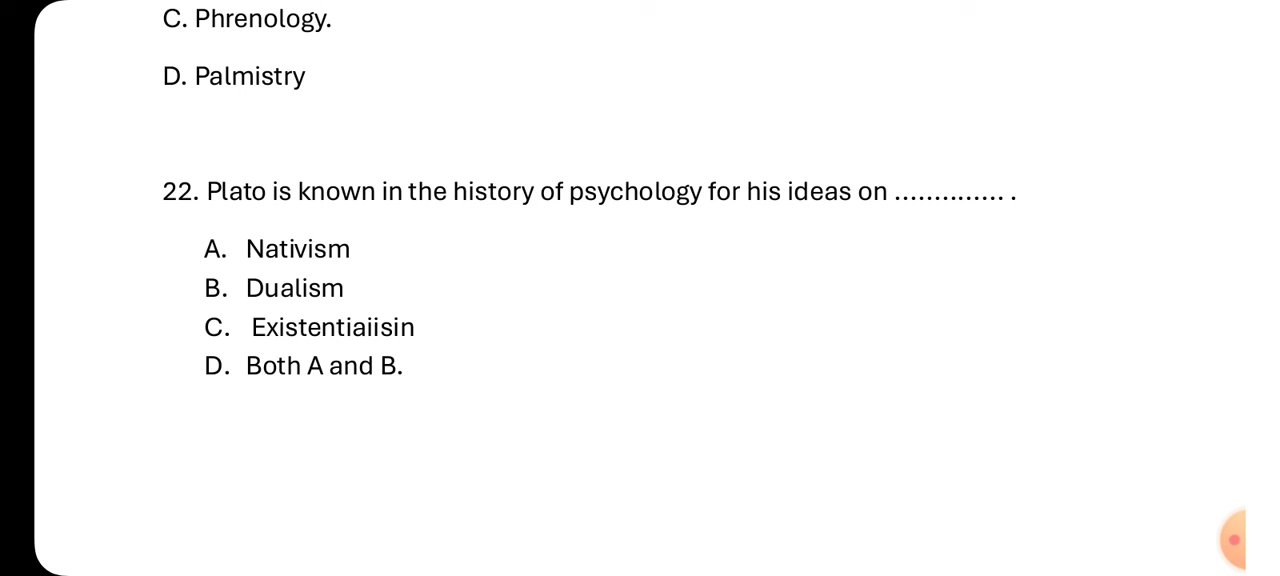 C. Phrenology.
D. Palmistry
22. Plato is known in the history of psychology for his ideas on .............. .
A. Nativism
B. Dualism
C. Existentiaiisin
D. Both A and B.